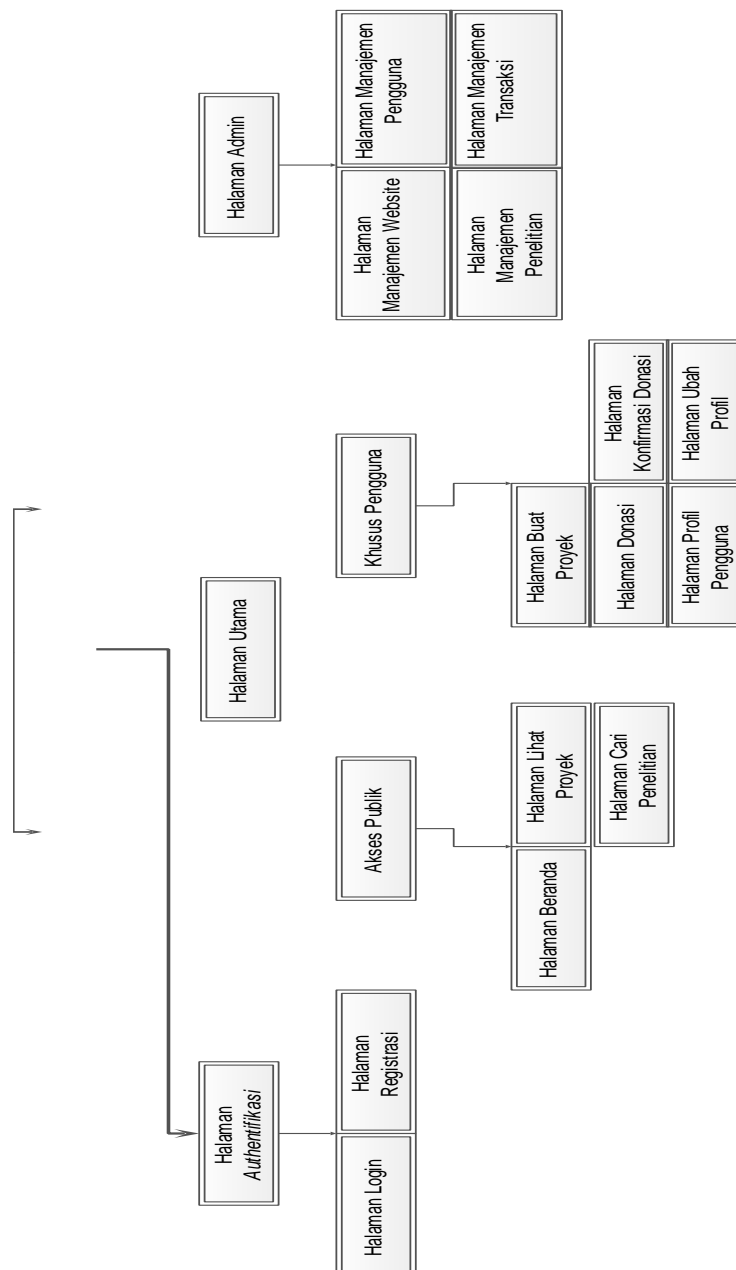 Halaman
Authentifikasi
Halaman Utama
Halaman Admin
Halaman Login
Halaman
Registrasi
Akses Publik
Khusus Pengguna
Halaman
Manajemen Website
Halaman Manajemen
Pengguna
Halaman
Manajemen
Penelitian
Halaman Manajemen
Transaksi
Halaman Beranda
Halaman Lihat
Proyek
Halaman Cari
Penelitian
Halaman Buat
Proyek
Halaman Donasi
Halaman
Konfirmasi Donasi
Halaman Profil
Pengguna
Halaman Ubah
Profil